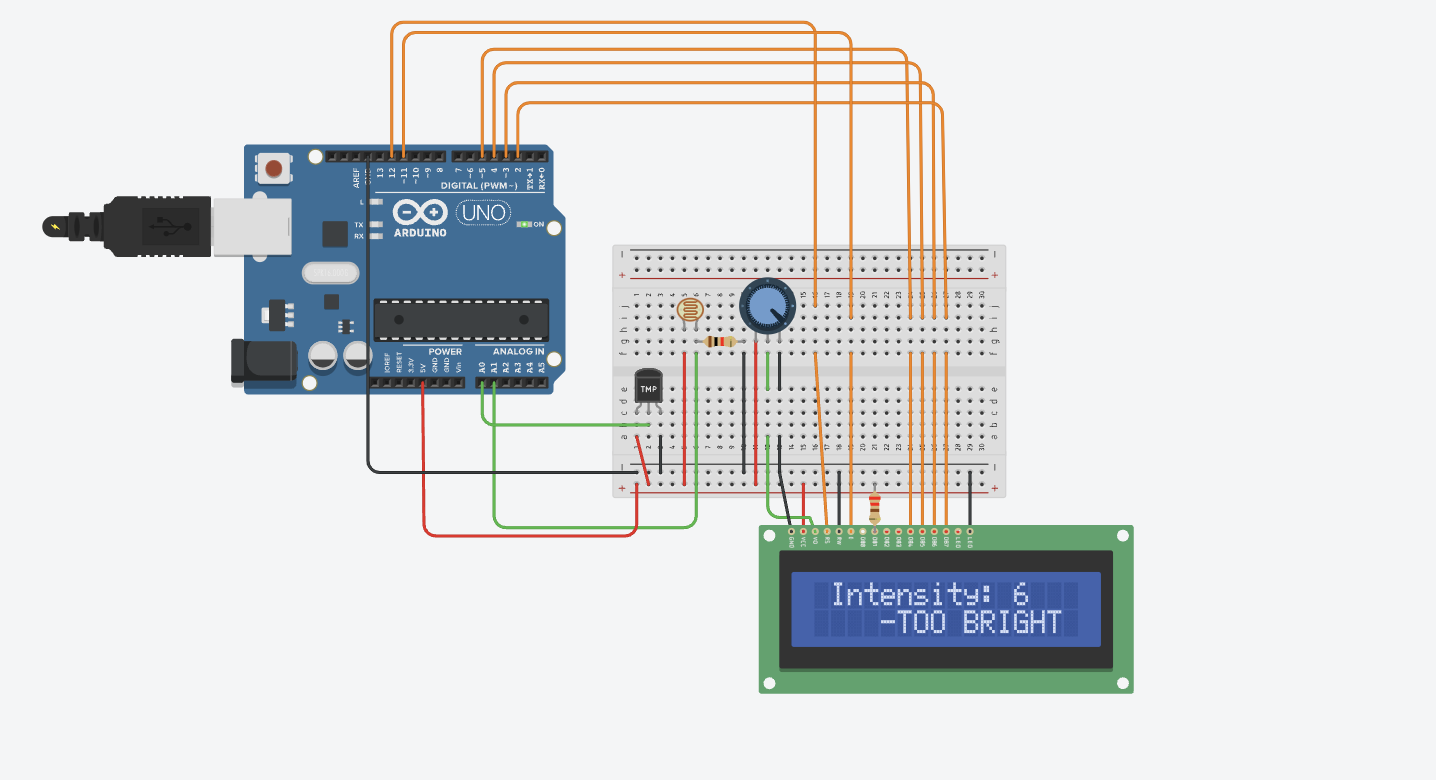 AREF
GND
13
12
~11
~10
~9
8
7
~6
~5
4
~3
2
TX→1
RX←0
DIGITAL (PWM~)
L
TX
RX
UNO
ON
ARDUINO
POWER
ANALOG IN
IOREF
RESET
3.3V
5V
GND
GND
Vin
A0
A1
A2
A3
A4
A5
TMP
GND
VCC
V0
RS
RW
E
DB0
DB1
DB2
DB3
DB4
DB5
DB6
DB7
LED
LED
Intensity: 6
-TOO BRIGHT